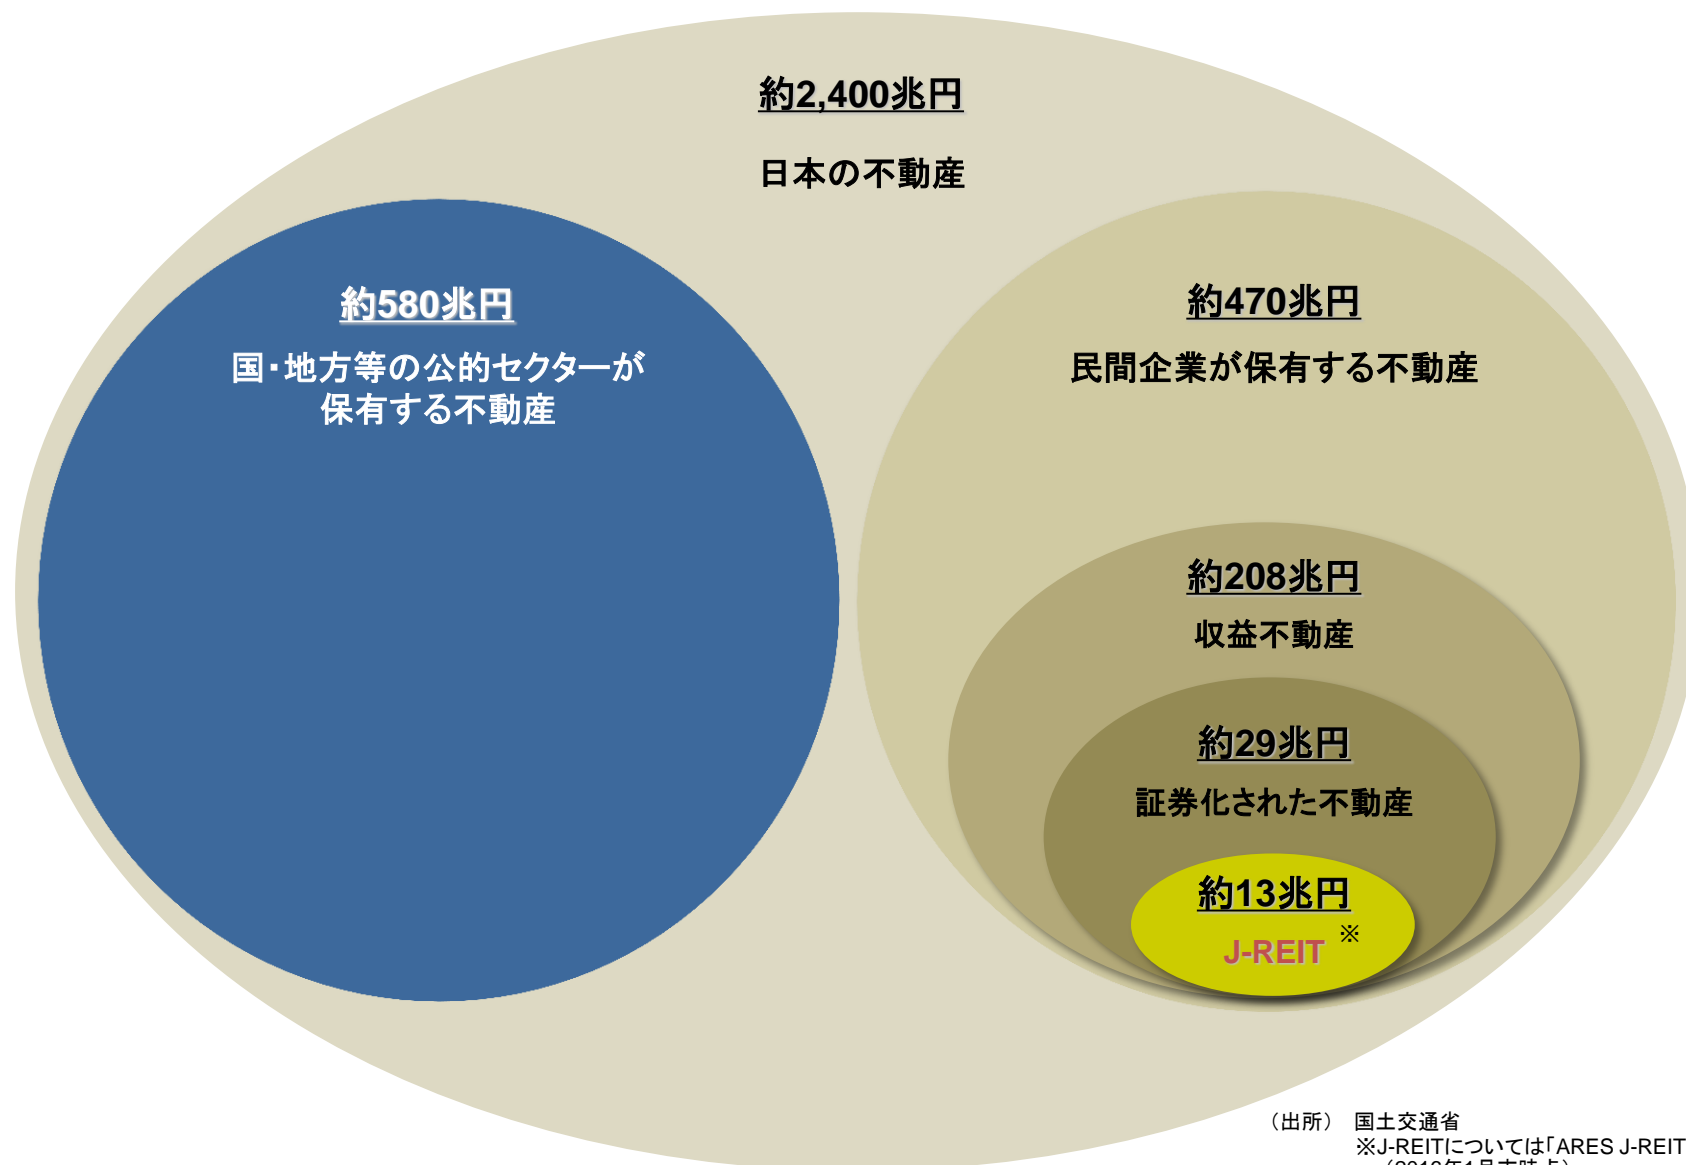 約2,400兆円
日本の不動産
約580兆円
国・地方等の公的セクターが
保有する不動産
約470兆円
民間企業が保有する不動産
約208兆円
収益不動産
約29兆円
証券化された不動産
約13兆円
J-REIT ※
（出所） 国土交通省
※J-REITについては「ARES J-REIT